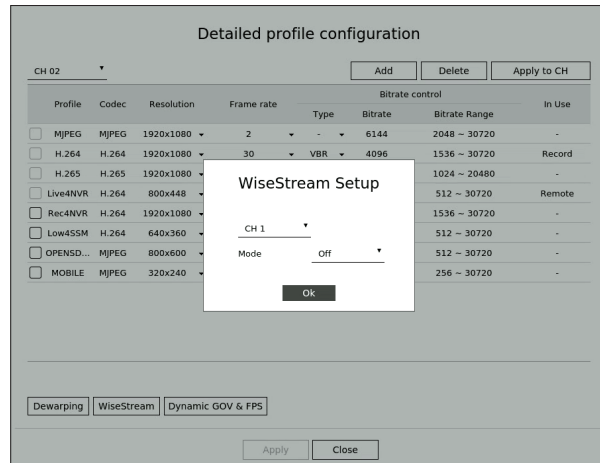 Detailed profile configuration
CH 02
Add Delete Apply to CH
Profile Codec Resolution Frame rate Bitrate control In Use
Type Bitrate Bitrate Range
MJPEG MJPEG 1920x1080 2 - 6144 2048 ~ 30720 -
H.264 H.264 1920x1080 30 VBR 4096 1536 ~ 30720 Record
H.265 H.265 1920x1080 1024 ~ 20480 -
Live4NVR H.264 800x448 512 ~ 30720 Remote
Rec4NVR H.264 1920x1080 1536 ~ 30720 -
Low4SSM H.264 640x360 512 ~ 30720 -
OPENSD... MJPEG 800x600 512 ~ 30720 -
MOBILE MJPEG 320x240 256 ~ 30720 -
WiseStream Setup
CH 1
Mode Off
Ok
Dewarping WiseStream Dynamic GOV & FPS
Apply Close